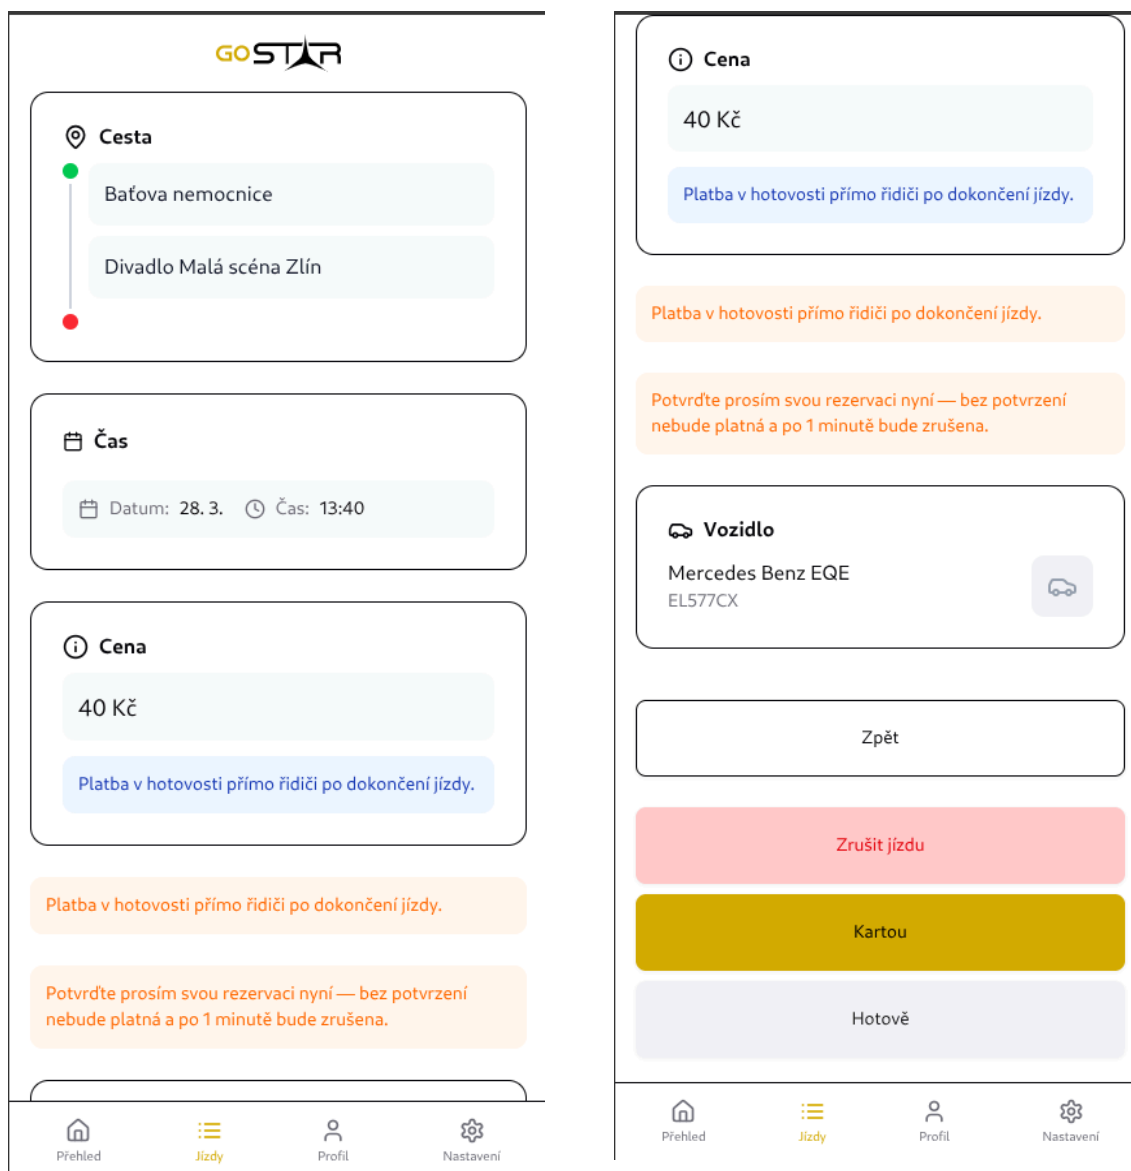 GOSTAR
Cesta
Baťova nemocnice
Divadlo Malá scéna Zlín
Čas
Datum: 28. 3. Čas: 13:40
Cena
40 Kč
Platba v hotovosti přímo řidiči po dokončení jízdy.
Platba v hotovosti přímo řidiči po dokončení jízdy.
Potvrďte prosím svou rezervaci nyní — bez potvrzení
nebude platná a po 1 minutě bude zrušena.
Přehled Jízdy Profil Nastavení
Cena
40 Kč
Platba v hotovosti přímo řidiči po dokončení jízdy.
Platba v hotovosti přímo řidiči po dokončení jízdy.
Potvrďte prosím svou rezervaci nyní — bez potvrzení
nebude platná a po 1 minutě bude zrušena.
Vozidlo
Mercedes Benz EQE
EL577CX
Zpět
Zrušit jízdu
Kartou
Hotově
Přehled Jízdy Profil Nastavení